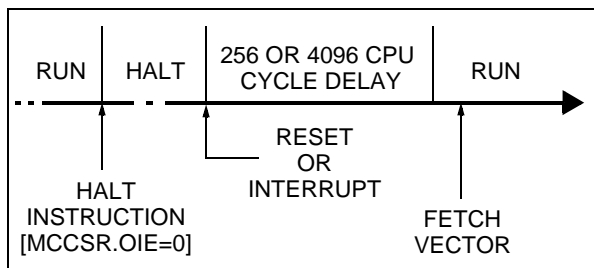 RUN
HALT
256 OR 4096 CPU
CYCLE DELAY
RUN
RESET
OR
INTERRUPT
HALT
INSTRUCTION
[MCCSR.OIE=0]
FETCH
VECTOR